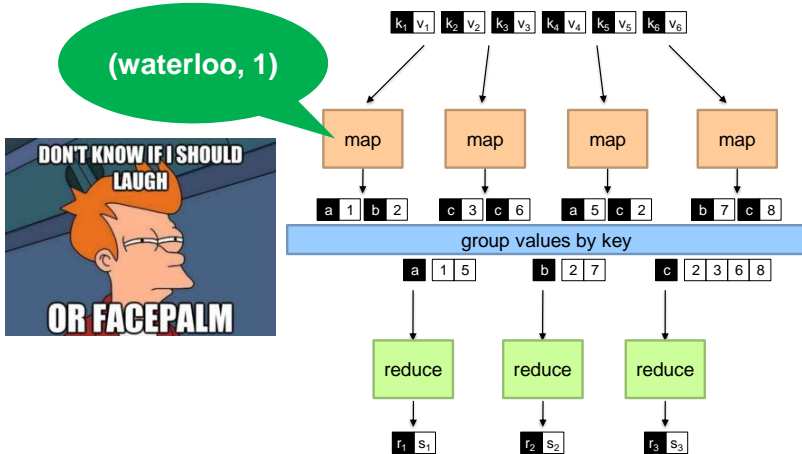 k₁ v₁ k₂ v₂ k₃ v₃ k₄ v₄ k₅ v₅ k₆ v₆
(waterloo, 1)
map map map map
DON'T KNOW IF I SHOULD
LAUGH
OR FACEPALM
a 1 b 2 c 3 c 6 a 5 c 2 b 7 c 8
group values by key
a 1 5 b 2 7 c 2 3 6 8
reduce reduce reduce
r₁ s₁ r₂ s₂ r₃ s₃